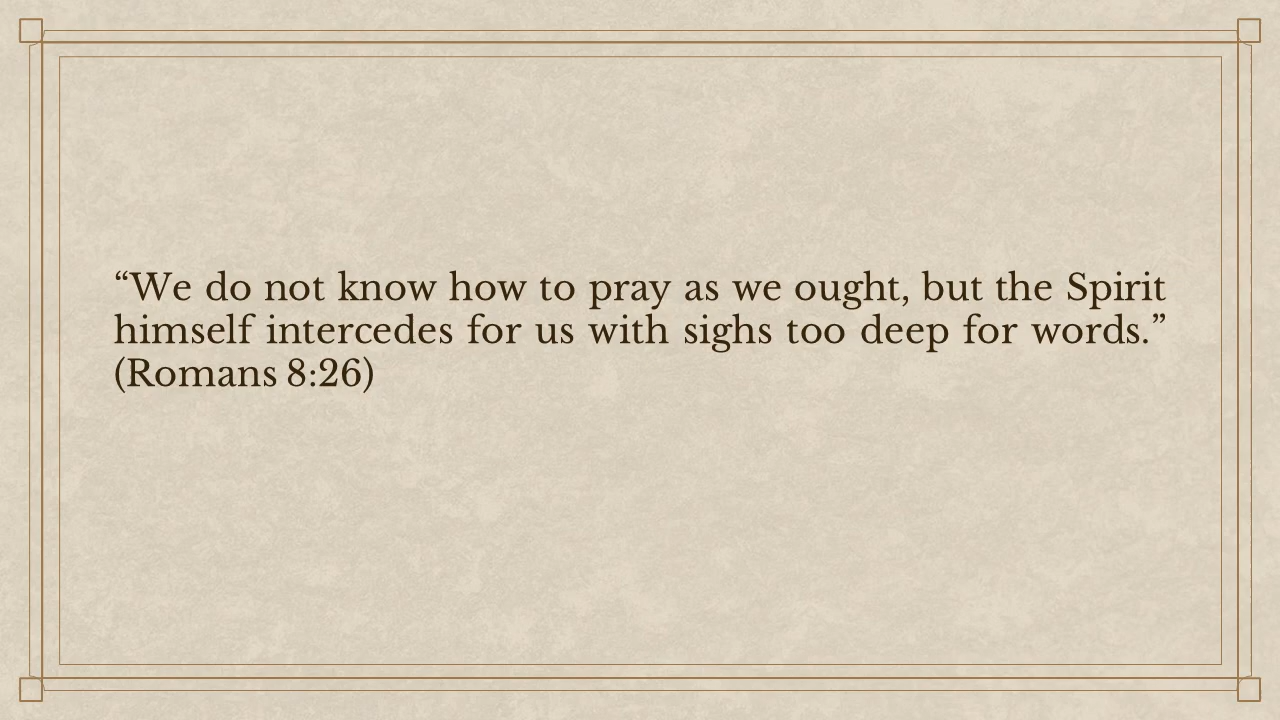 “We do not know how to pray as we ought, but the Spirit
himself intercedes for us with sighs too deep for words.”
(Romans 8:26)